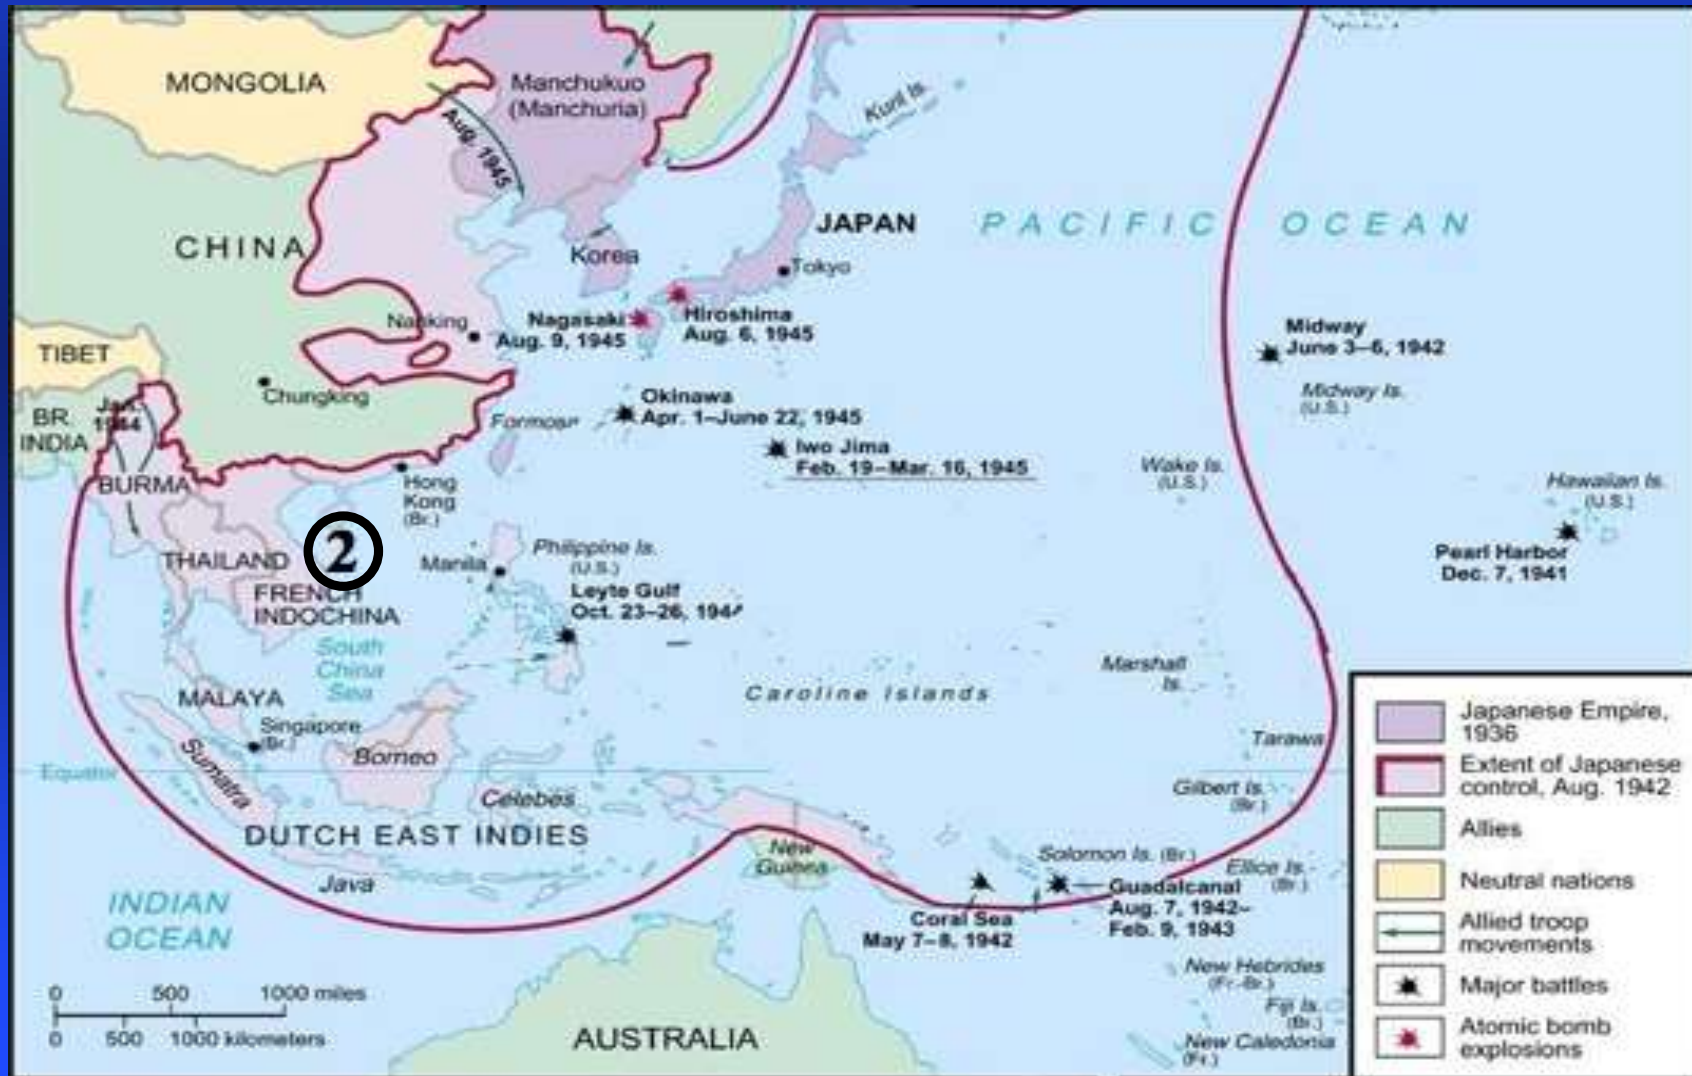 MONGOLIA
Manchukuo
(Manchuria)
Kuril Is.
Aug. 1945
CHINA
JAPAN
PACIFIC OCEAN
Korea
Tokyo
Nanking
Nagasaki
Aug. 9, 1945
Hiroshima
Aug. 6, 1945
Midway
June 3–6, 1942
TIBET
Chungking
Midway Is.
(U.S.)
BR.
INDIA
Okinawa
Apr. 1–June 22, 1945
Iwo Jima
Feb. 19–Mar. 16, 1945
Wake Is.
(U.S.)
Hawaiian Is.
(U.S.)
BURMA
Hong
Kong
(Br.)
2
THAILAND
FRENCH
INDOCHINA
Manila
Philippine Is.
(U.S.)
Leyte Gulf
Oct. 23–26,
Pearl Harbor
Dec. 7, 1941
South
China
Sea
MALAYA
Singapore
(Br.)
Borneo
Sumatra
Caroline Islands
Marshall
Is.
Tarawa
Equator
Celebes
Gilbert Is.
(Br.)
DUTCH EAST INDIES
New
Guinea
Java
Solomon Is. (Br.)
Ellice Is.
(Br.)
Guadalcanal
Aug. 7, 1942–
Feb. 9, 1943
Coral Sea
May 7–8, 1942
INDIAN
OCEAN
New Hebrides
(Fr.-Br.)
Fiji Is.
(Br.)
New Caledonia
(Fr.)
AUSTRALIA
0 500 1000 miles
0 500 1000 kilometers
Japanese Empire,
1936
Extent of Japanese
control, Aug. 1942
Allies
Neutral nations
Allied troop
movements
Major battles
Atomic bomb
explosions